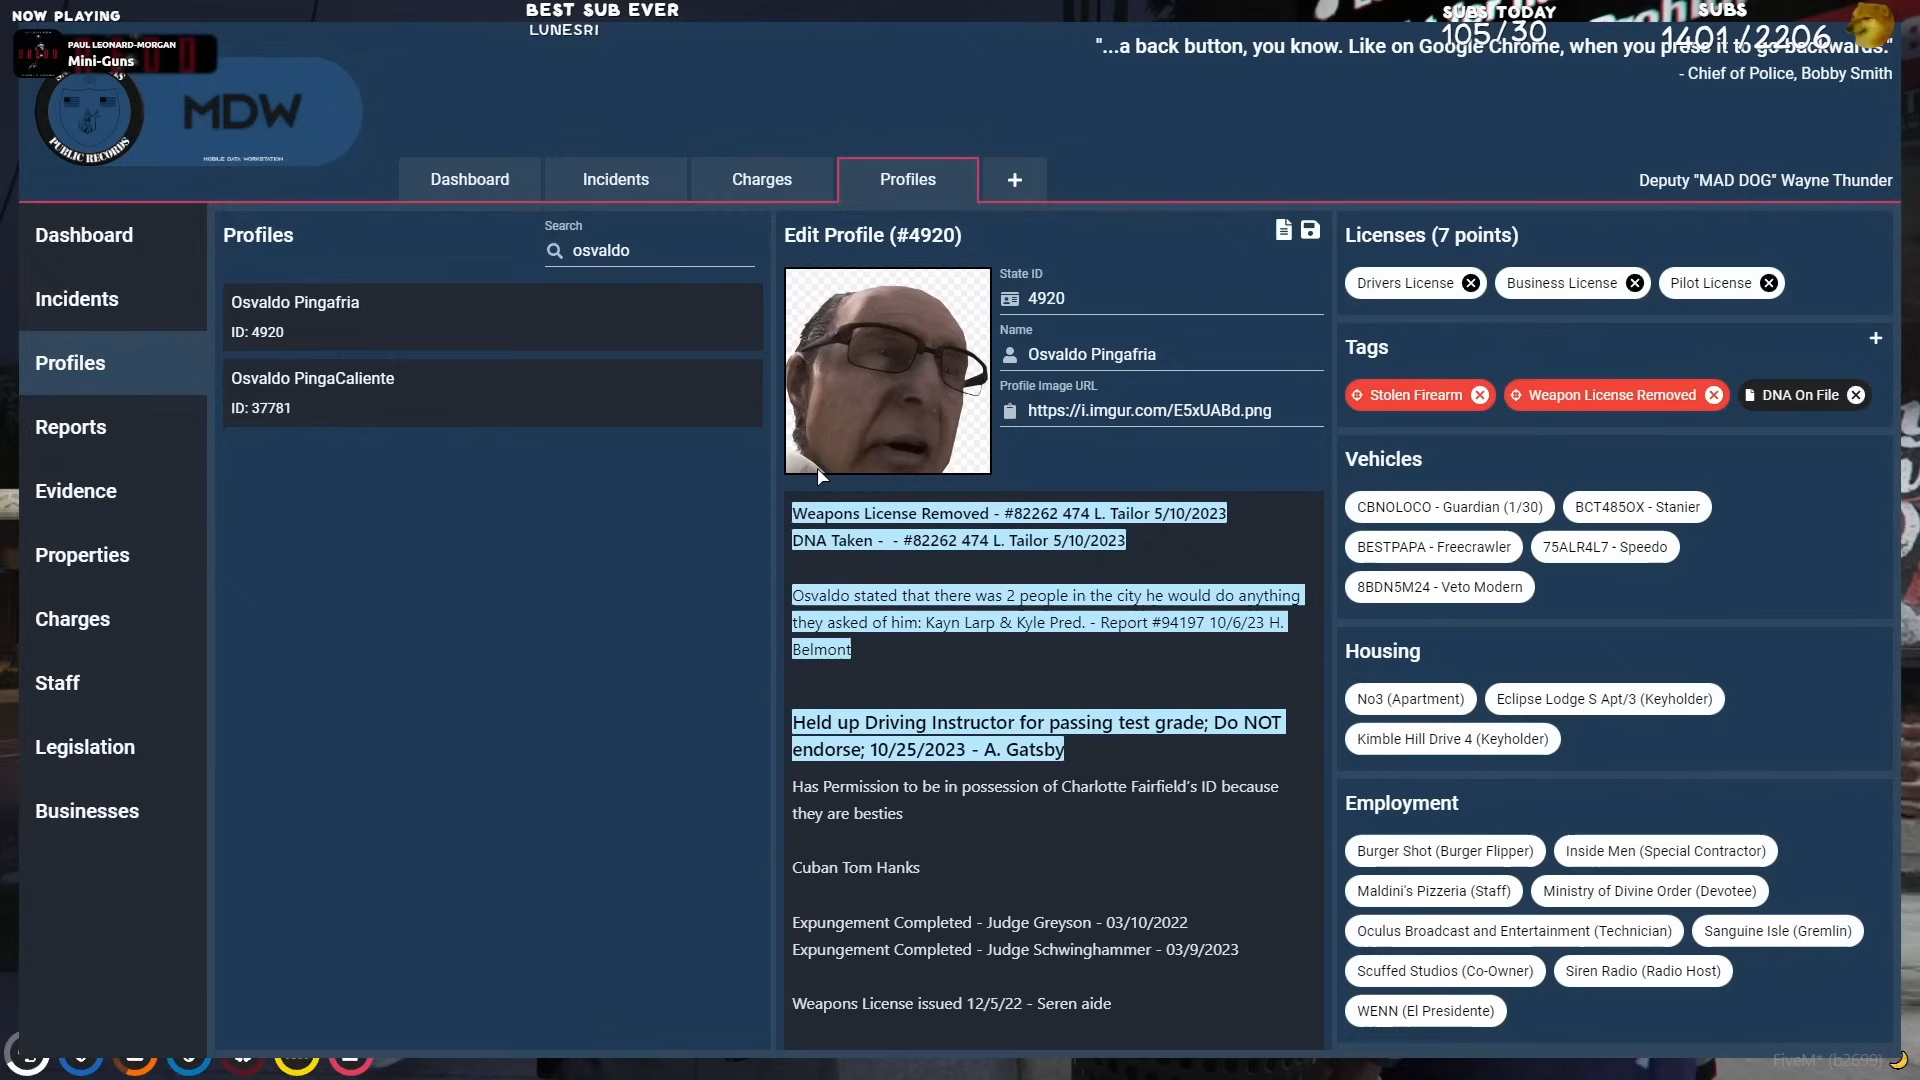 NOW PLAYING
PAUL LEONARD-MORGAN
Mini-Guns
BEST SUB EVER
LUNESRI
SUBS TODAY
105/30
SUBS
1401/2206
"...a back button, you know. Like on Google Chrome, when you press it to go backwards."
- Chief of Police, Bobby Smith
PUBLIC RECORDS
MDW
MOBILE DATA WORKSTATION
Dashboard
Incidents
Charges
Profiles
+
Deputy "MAD DOG" Wayne Thunder
Dashboard
Incidents
Profiles
Reports
Evidence
Properties
Charges
Staff
Legislation
Businesses
Profiles
Search
osvaldo
Osvaldo Pingafria
ID: 4920
Osvaldo PingaCaliente
ID: 37781
Edit Profile (#4920)
State ID
4920
Name
Osvaldo Pingafria
Profile Image URL
https://i.imgur.com/E5xUABd.png
Weapons License Removed - #82262 474 L. Tailor 5/10/2023
DNA Taken - - #82262 474 L. Tailor 5/10/2023
Osvaldo stated that there was 2 people in the city he would do anything
they asked of him: Kayn Larp & Kyle Pred. - Report #94197 10/6/23 H.
Belmont
Held up Driving Instructor for passing test grade; Do NOT
endorse; 10/25/2023 - A. Gatsby
Has Permission to be in possession of Charlotte Fairfield's ID because
they are besties
Cuban Tom Hanks
Expungement Completed - Judge Greyson - 03/10/2022
Expungement Completed - Judge Schwinghammer - 03/9/2023
Weapons License issued 12/5/22 - Seren aide
Licenses (7 points)
Drivers License
Business License
Pilot License
Tags
Stolen Firearm
Weapon License Removed
DNA On File
Vehicles
CBNOLOCO - Guardian (1/30)
BCT485OX - Stanier
BESTPAPA - Freecrawler
75ALR4L7 - Speedo
8BDN5M24 - Veto Modern
Housing
No3 (Apartment)
Eclipse Lodge S Apt/3 (Keyholder)
Kimble Hill Drive 4 (Keyholder)
Employment
Burger Shot (Burger Flipper)
Inside Men (Special Contractor)
Maldini's Pizzeria (Staff)
Ministry of Divine Order (Devotee)
Oculus Broadcast and Entertainment (Technician)
Sanguine Isle (Gremlin)
Scuffed Studios (Co-Owner)
Siren Radio (Radio Host)
WENN (El Presidente)
FiveM* (b2699)